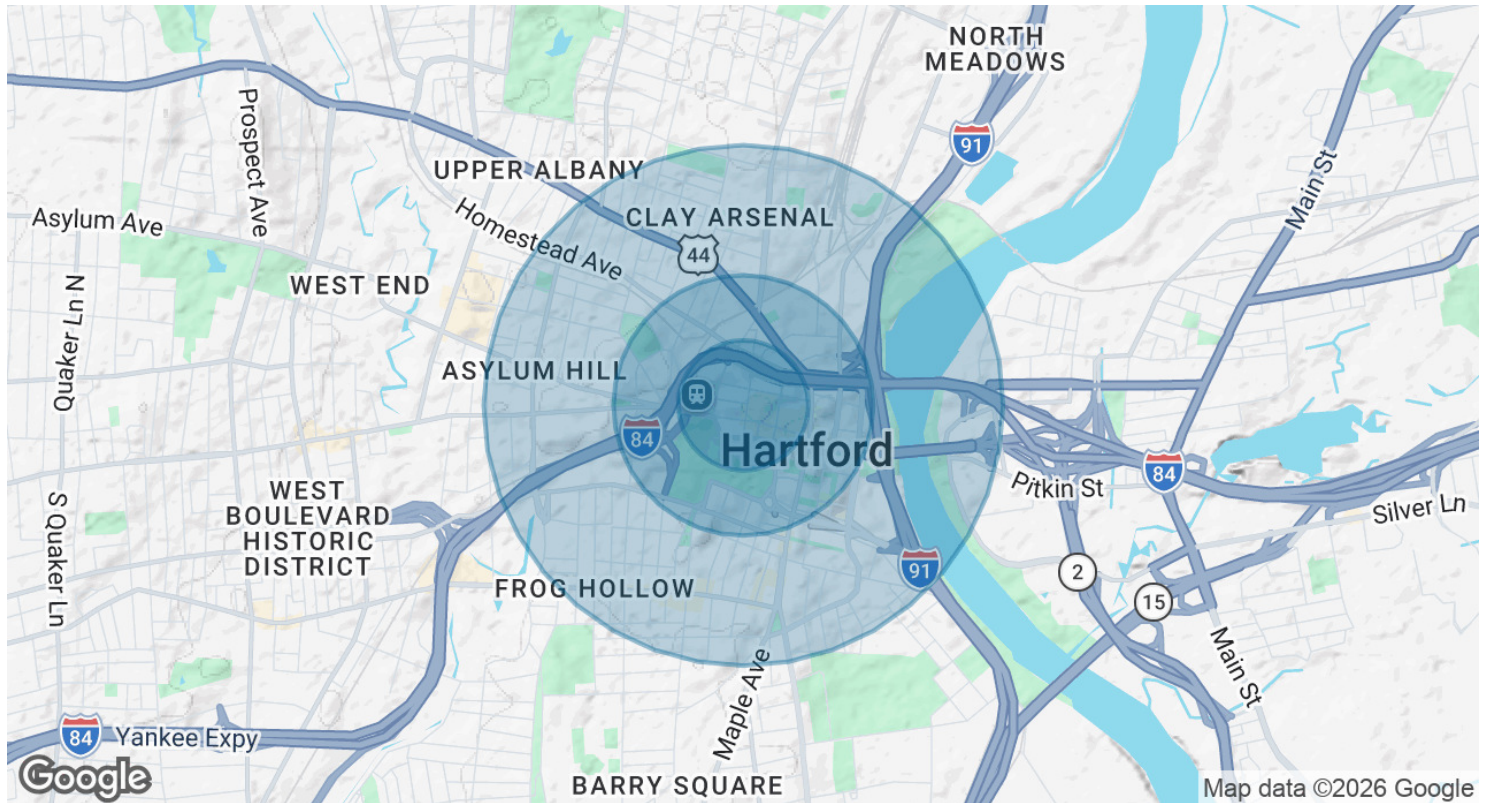 NORTH
MEADOWS
91
Prospect Ave
Main St
UPPER ALBANY
Asylum Ave
Homestead Ave
CLAY ARSENAL
44
WEST END
Quaker Ln N
ASYLUM HILL
84
Hartford
84
Pitkin St
Silver Ln
WEST
BOULEVARD
HISTORIC
DISTRICT
S Quaker Ln
FROG HOLLOW
91
2
15
Main St
Maple Ave
84
Yankee Expy
BARRY SQUARE
Google
Map data ©2026 Google